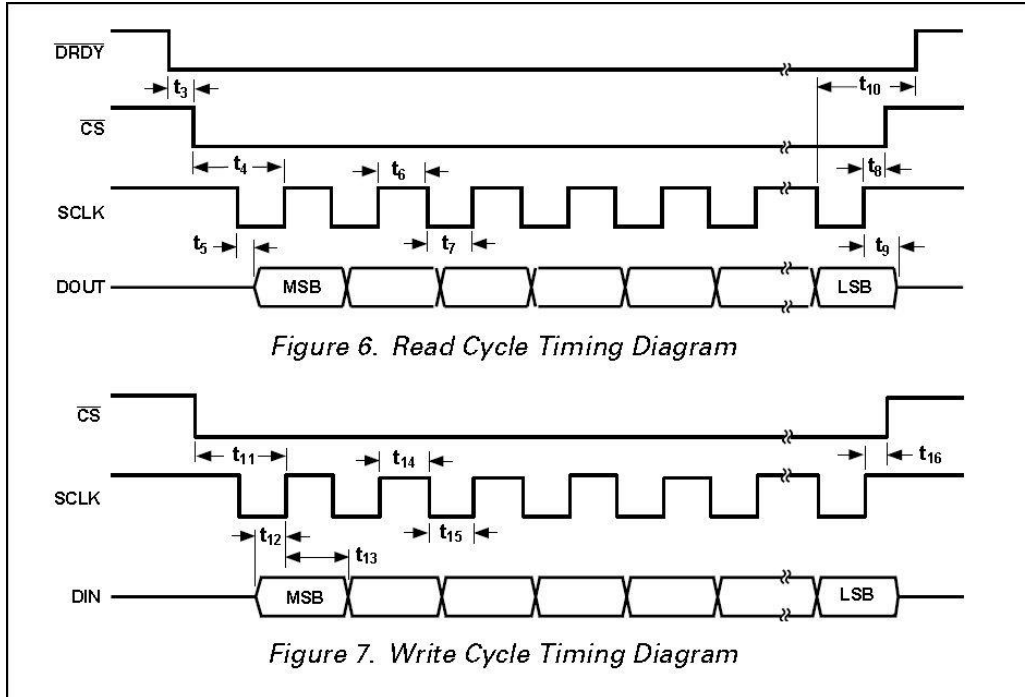 DRDY
t3
t10
CS
t4
t6
t8
SCLK
t5
t7
t9
DOUT
MSB
LSB
Figure 6. Read Cycle Timing Diagram
CS
t11
t14
t16
SCLK
t12
t15
t13
DIN
MSB
LSB
Figure 7. Write Cycle Timing Diagram